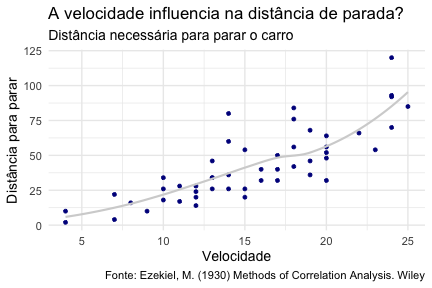 A velocidade influencia na distância de parada?
Distância necessária para parar o carro
Distância para parar
125
100
75
50
25
0
5
10
15
20
25
Velocidade
Fonte: Ezekiel, M. (1930) Methods of Correlation Analysis. Wiley